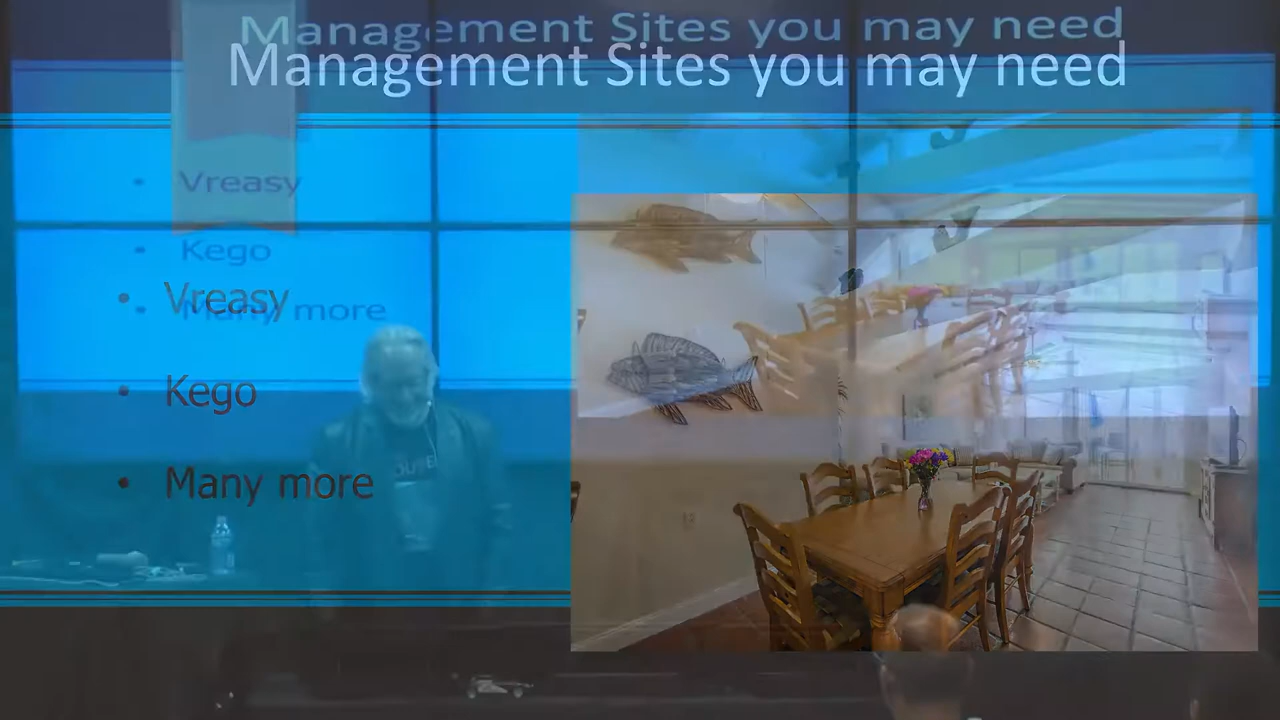 Management Sites you may need
Management Sites you may need
• Vreasy
• Kego
• Many more
• Vreasy
• Kego
• Many more